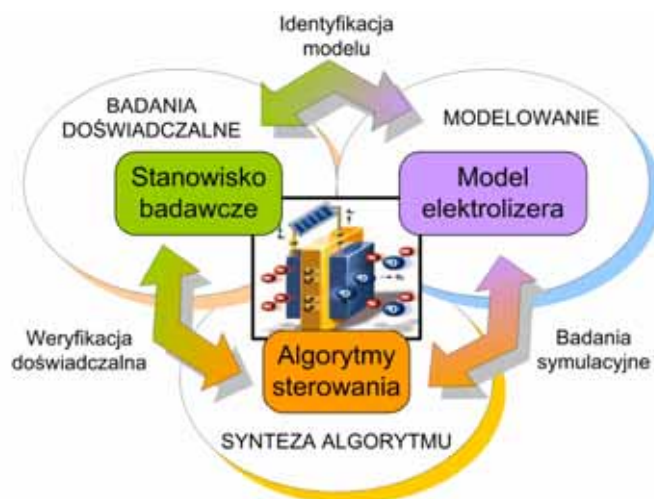 Identyfikacja
modelu
BADANIA
DOŚWIADCZALNE
MODELOWANIE
Stanowisko
badawcze
Model
elektrolizera
Weryfikacja
doświadczalna
Algorytmy
sterowania
Badania
symulacyjne
SYNTEZA ALGORYTMU